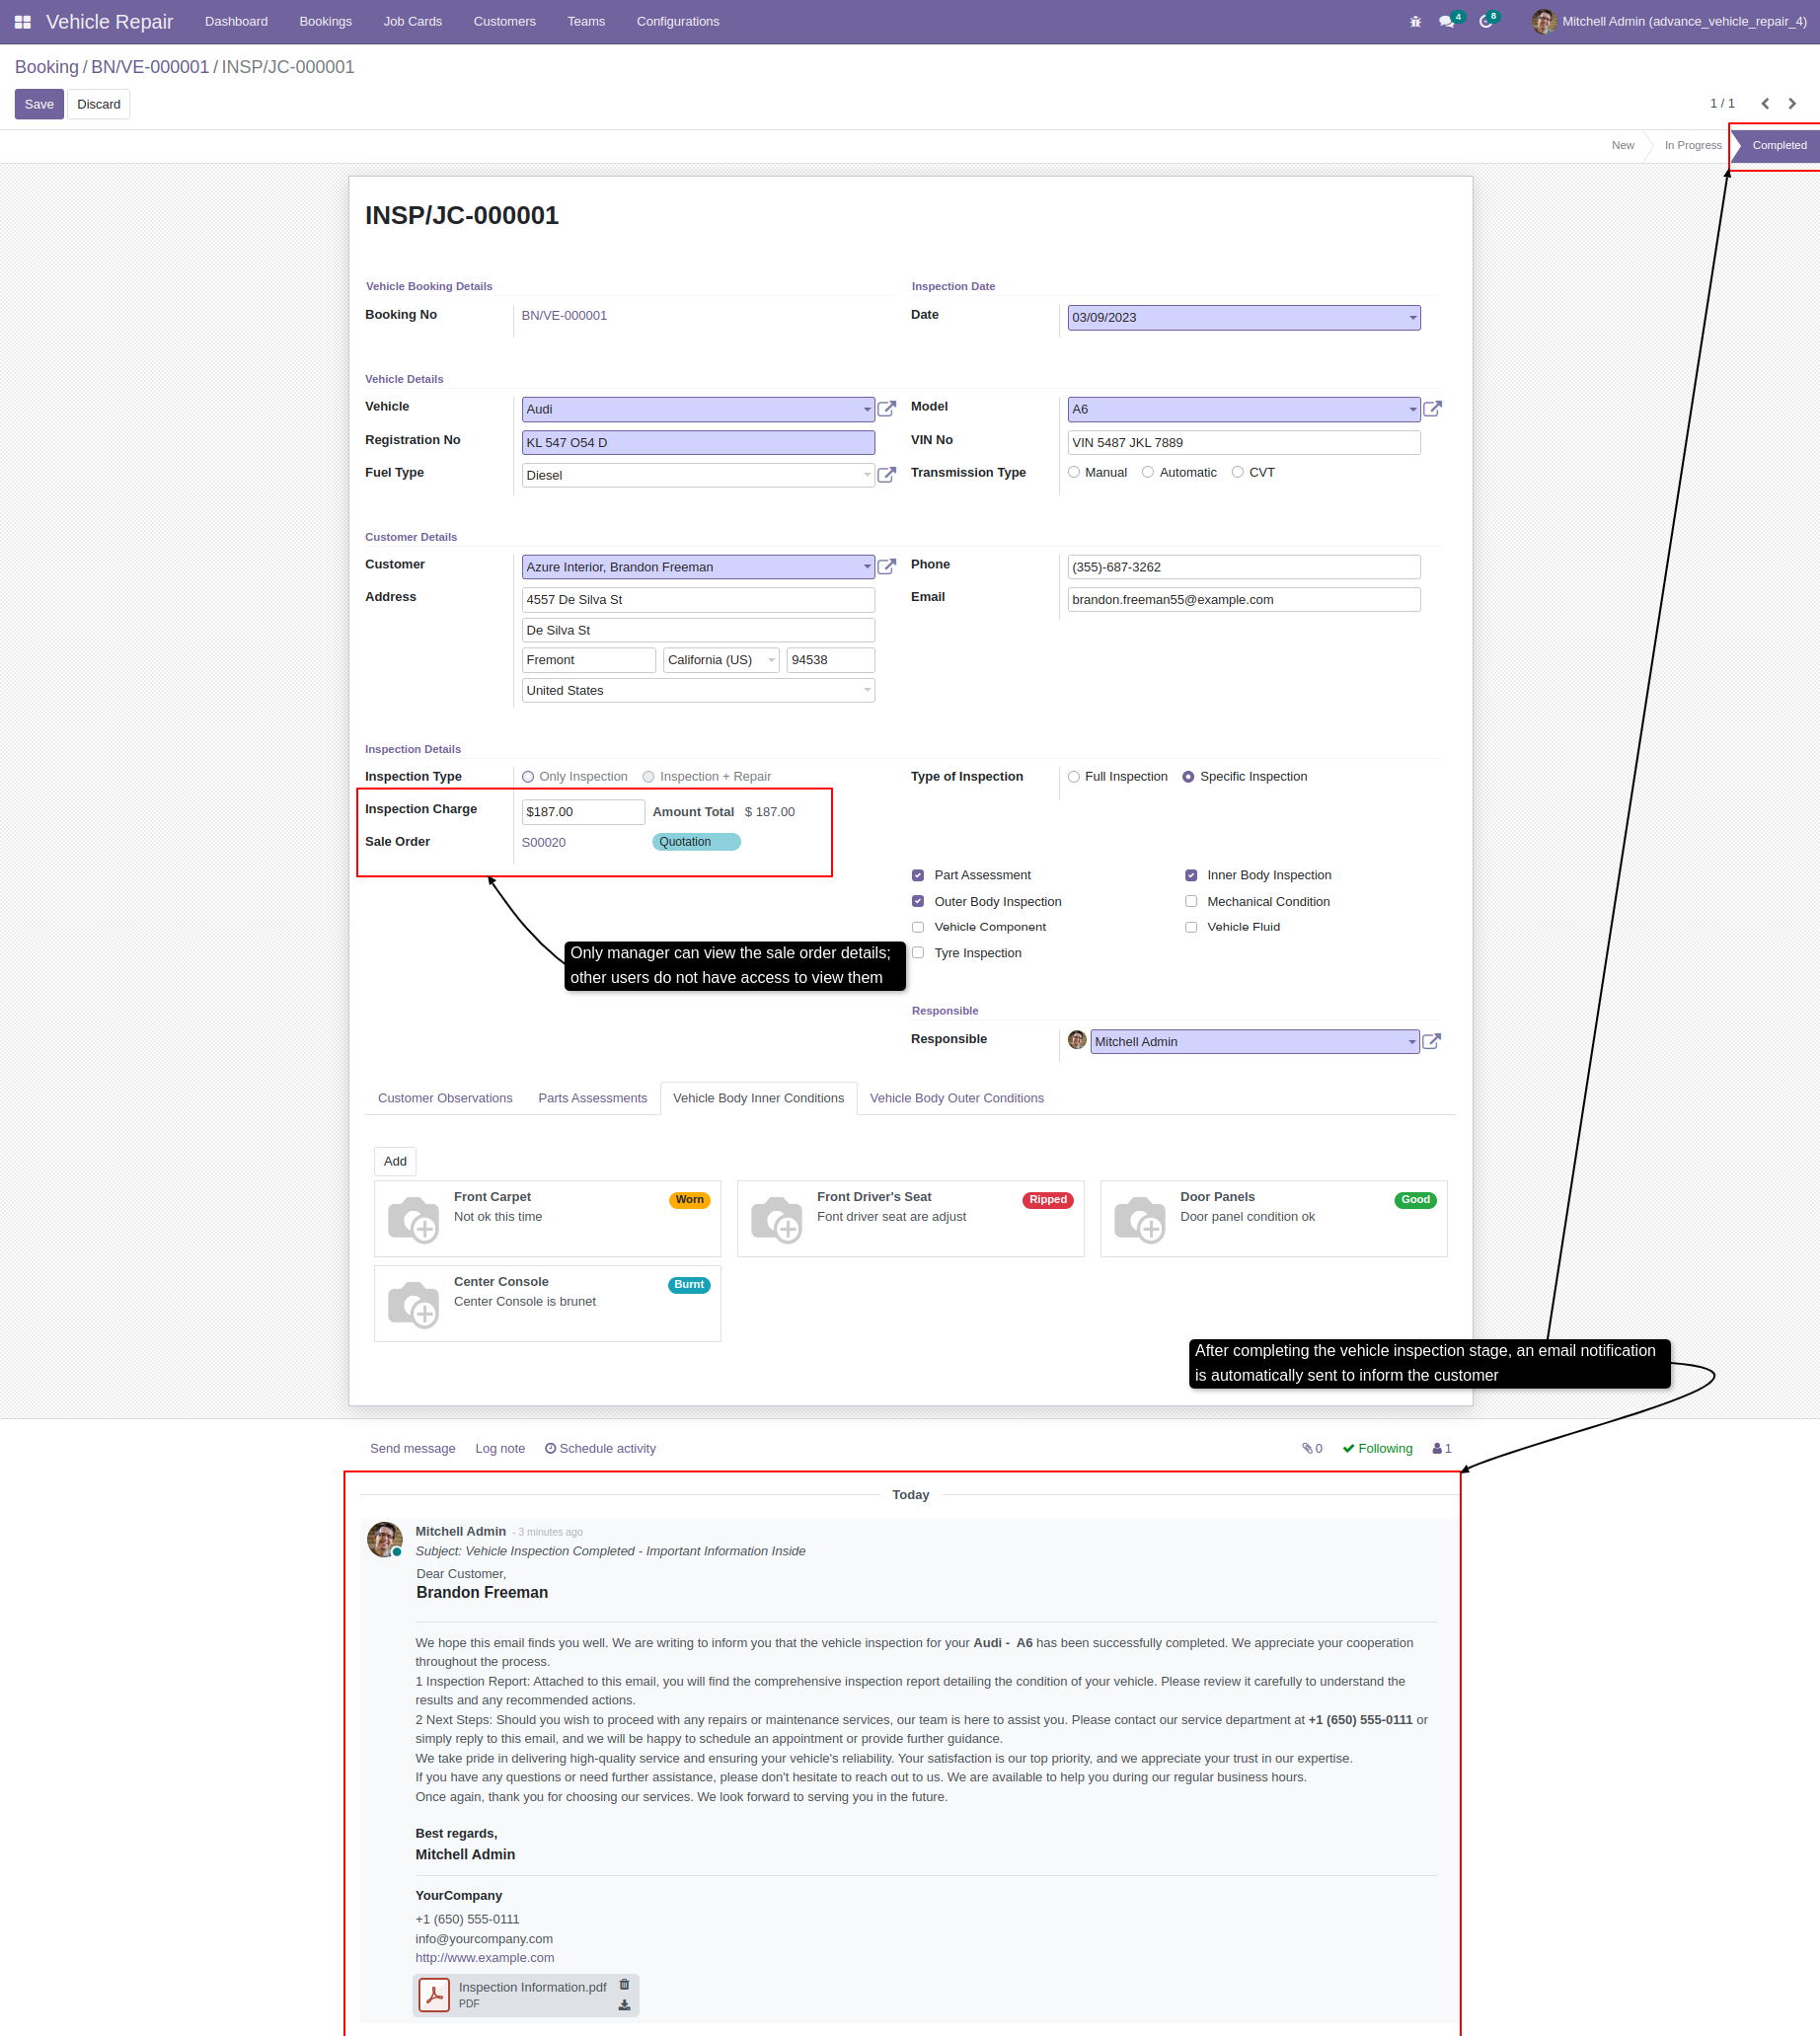 Vehicle Repair Dashboard Bookings Job Cards Customers Teams Configurations 4 8 Mitchell Admin (advance_vehicle_repair_4)
Booking / BN/VE-000001 / INSP/JC-000001
Save Discard 1 / 1
New In Progress Completed
INSP/JC-000001
Vehicle Booking Details Inspection Date
Booking No BN/VE-000001 Date 03/09/2023
Vehicle Details
Vehicle Audi Model A6
Registration No KL 547 O54 D VIN No VIN 5487 JKL 7889
Fuel Type Diesel Transmission Type Manual Automatic CVT
Customer Details
Customer Azure Interior, Brandon Freeman Phone (355)-687-3262
Address 4557 De Silva St Email brandon.freeman55@example.com
De Silva St
Fremont California (US) 94538
United States
Inspection Details
Inspection Type Only Inspection Inspection + Repair Type of Inspection Full Inspection Specific Inspection
Inspection Charge $187.00 Amount Total $ 187.00
Sale Order S00020 Quotation
Part Assessment Inner Body Inspection
Outer Body Inspection Mechanical Condition
Vehicle Component Vehicle Fluid
Tyre Inspection
Only manager can view the sale order details;
other users do not have access to view them
Responsible
Responsible Mitchell Admin
Customer Observations Parts Assessments Vehicle Body Inner Conditions Vehicle Body Outer Conditions
Add
Front Carpet Worn Front Driver's Seat Ripped Door Panels Good
Not ok this time Font driver seat are adjust Door panel condition ok
Center Console Burnt
Center Console is brunet
After completing the vehicle inspection stage, an email notification
is automatically sent to inform the customer
Send message Log note Schedule activity 0 Following 1
Today
Mitchell Admin - 3 minutes ago
Subject: Vehicle Inspection Completed - Important Information Inside
Dear Customer,
Brandon Freeman
We hope this email finds you well. We are writing to inform you that the vehicle inspection for your Audi - A6 has been successfully completed. We appreciate your cooperation
throughout the process.
1 Inspection Report: Attached to this email, you will find the comprehensive inspection report detailing the condition of your vehicle. Please review it carefully to understand the
results and any recommended actions.
2 Next Steps: Should you wish to proceed with any repairs or maintenance services, our team is here to assist you. Please contact our service department at +1 (650) 555-0111 or
simply reply to this email, and we will be happy to schedule an appointment or provide further guidance.
We take pride in delivering high-quality service and ensuring your vehicle's reliability. Your satisfaction is our top priority, and we appreciate your trust in our expertise.
If you have any questions or need further assistance, please don't hesitate to reach out to us. We are available to help you during our regular business hours.
Once again, thank you for choosing our services. We look forward to serving you in the future.
Best regards,
Mitchell Admin
YourCompany
+1 (650) 555-0111
info@yourcompany.com
http://www.example.com
Inspection Information.pdf
PDF